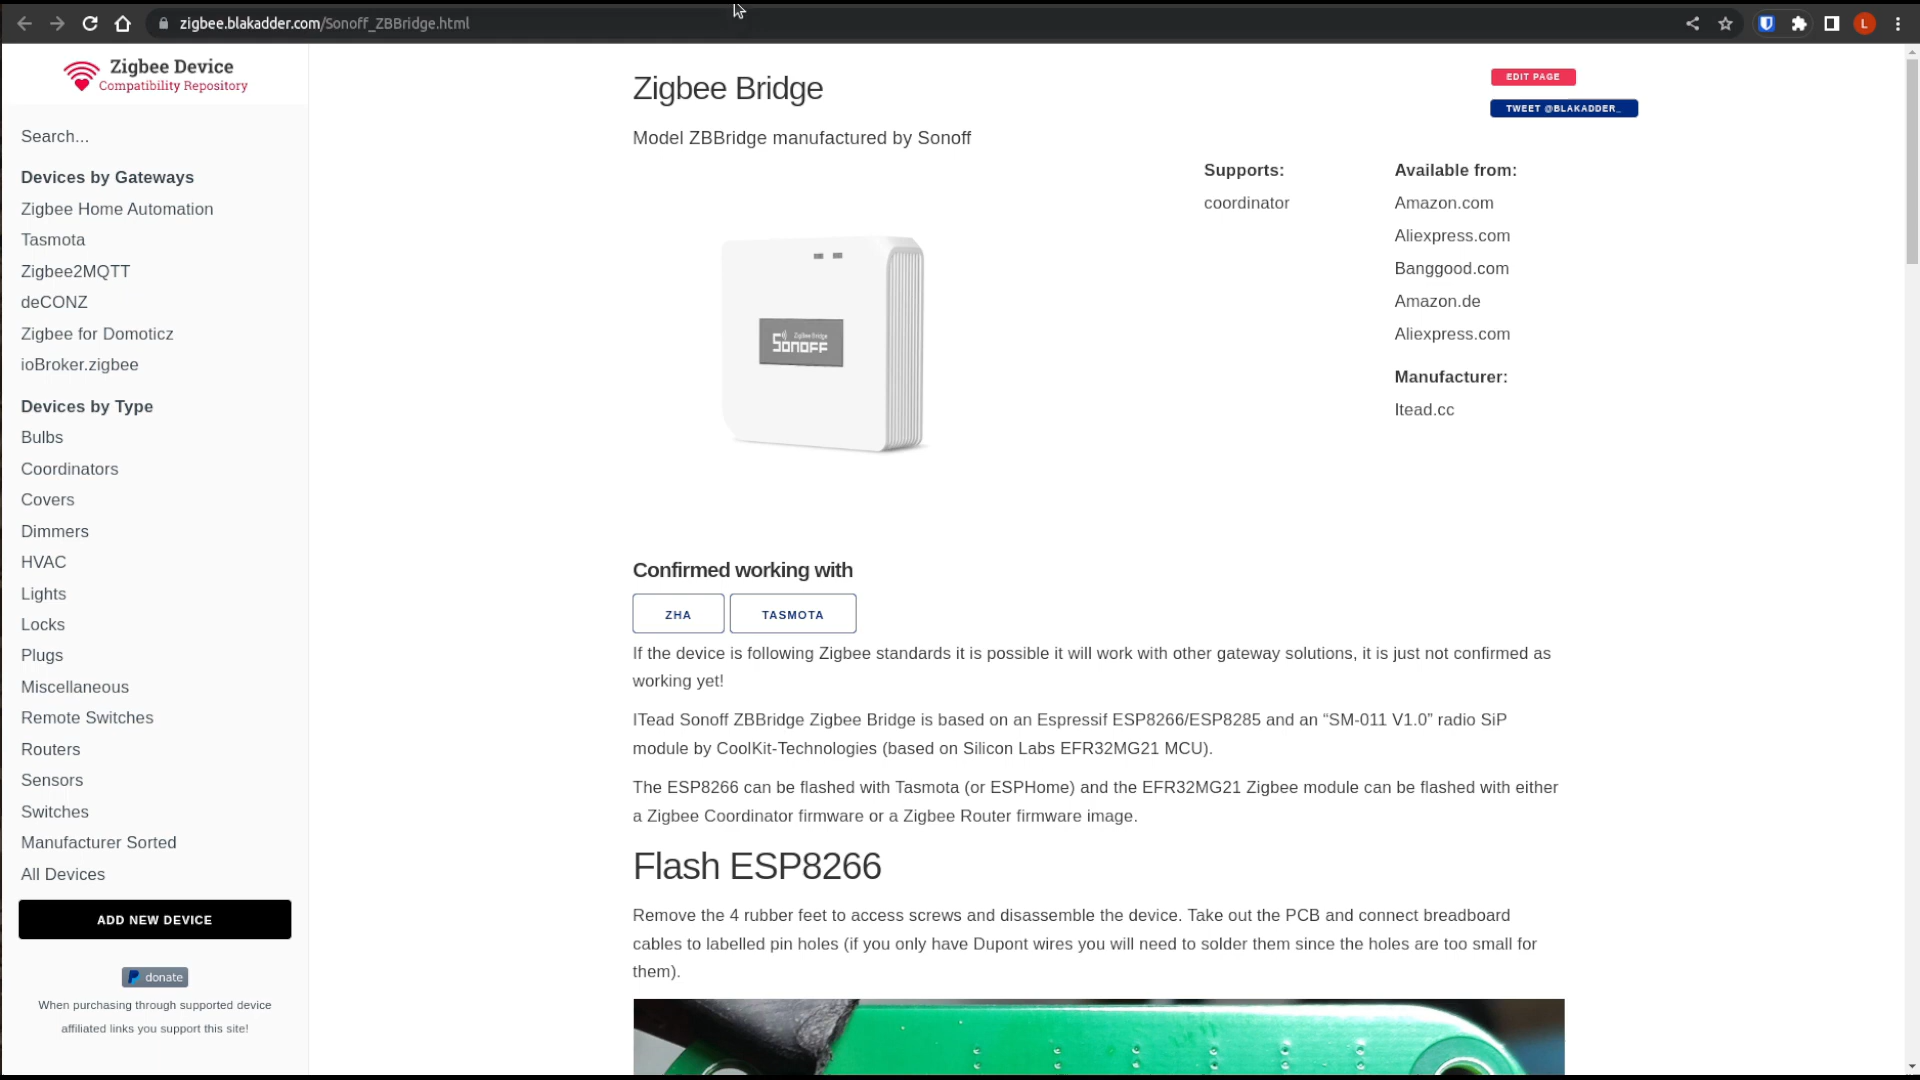 zigbee.blakadder.com/Sonoff_ZBBridge.html
L
Zigbee Device
Compatibility Repository
Search...
Devices by Gateways
Zigbee Home Automation
Tasmota
Zigbee2MQTT
deCONZ
Zigbee for Domoticz
ioBroker.zigbee
Devices by Type
Bulbs
Coordinators
Covers
Dimmers
HVAC
Lights
Locks
Plugs
Miscellaneous
Remote Switches
Routers
Sensors
Switches
Manufacturer Sorted
All Devices
ADD NEW DEVICE
donate
When purchasing through supported device
affiliated links you support this site!
Zigbee Bridge
EDIT PAGE
TWEET @BLAKADDER_
Model ZBBridge manufactured by Sonoff
Supports:
coordinator
Available from:
Amazon.com
Aliexpress.com
Banggood.com
Amazon.de
Aliexpress.com
Manufacturer:
Itead.cc
ZigBee Bridge
SONOFF
Confirmed working with
ZHA
TASMOTA
If the device is following Zigbee standards it is possible it will work with other gateway solutions, it is just not confirmed as
working yet!
ITead Sonoff ZBBridge Zigbee Bridge is based on an Espressif ESP8266/ESP8285 and an “SM-011 V1.0” radio SiP
module by CoolKit-Technologies (based on Silicon Labs EFR32MG21 MCU).
The ESP8266 can be flashed with Tasmota (or ESPHome) and the EFR32MG21 Zigbee module can be flashed with either
a Zigbee Coordinator firmware or a Zigbee Router firmware image.
Flash ESP8266
Remove the 4 rubber feet to access screws and disassemble the device. Take out the PCB and connect breadboard
cables to labelled pin holes (if you only have Dupont wires you will need to solder them since the holes are too small for
them).